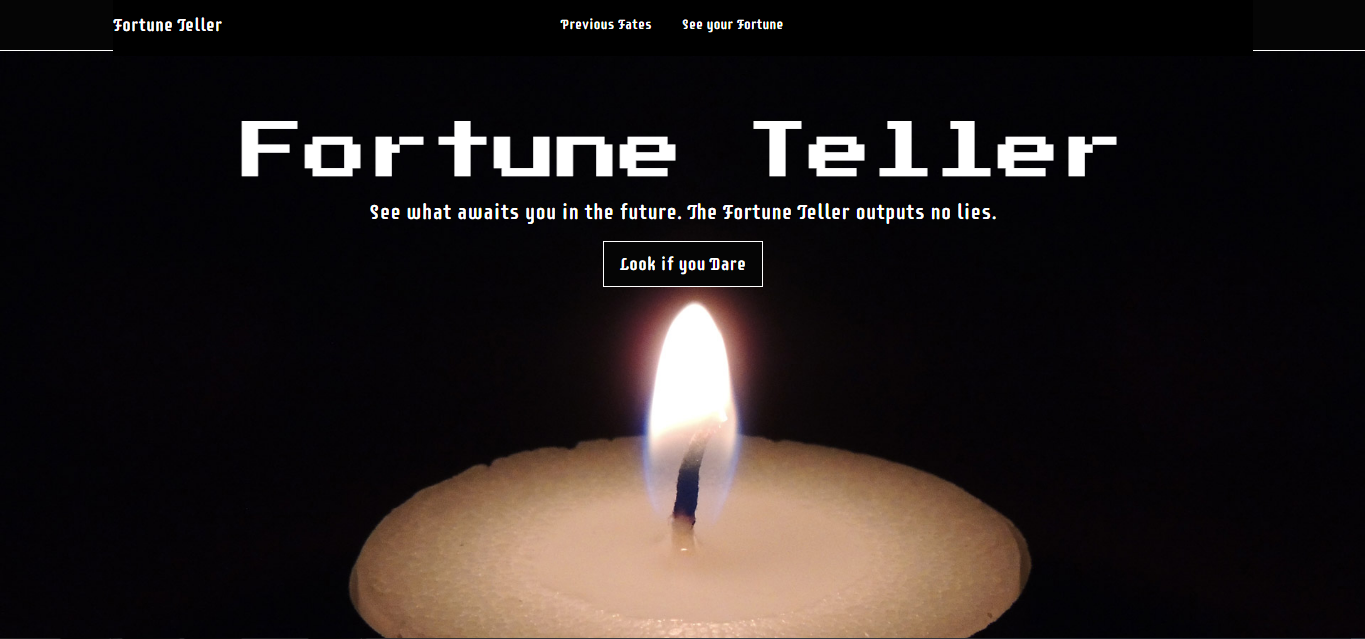 Fortune Teller
Previous Fates
See your Fortune
Fortune Teller
See what awaits you in the future. The Fortune Teller outputs no lies.
Look if you Dare